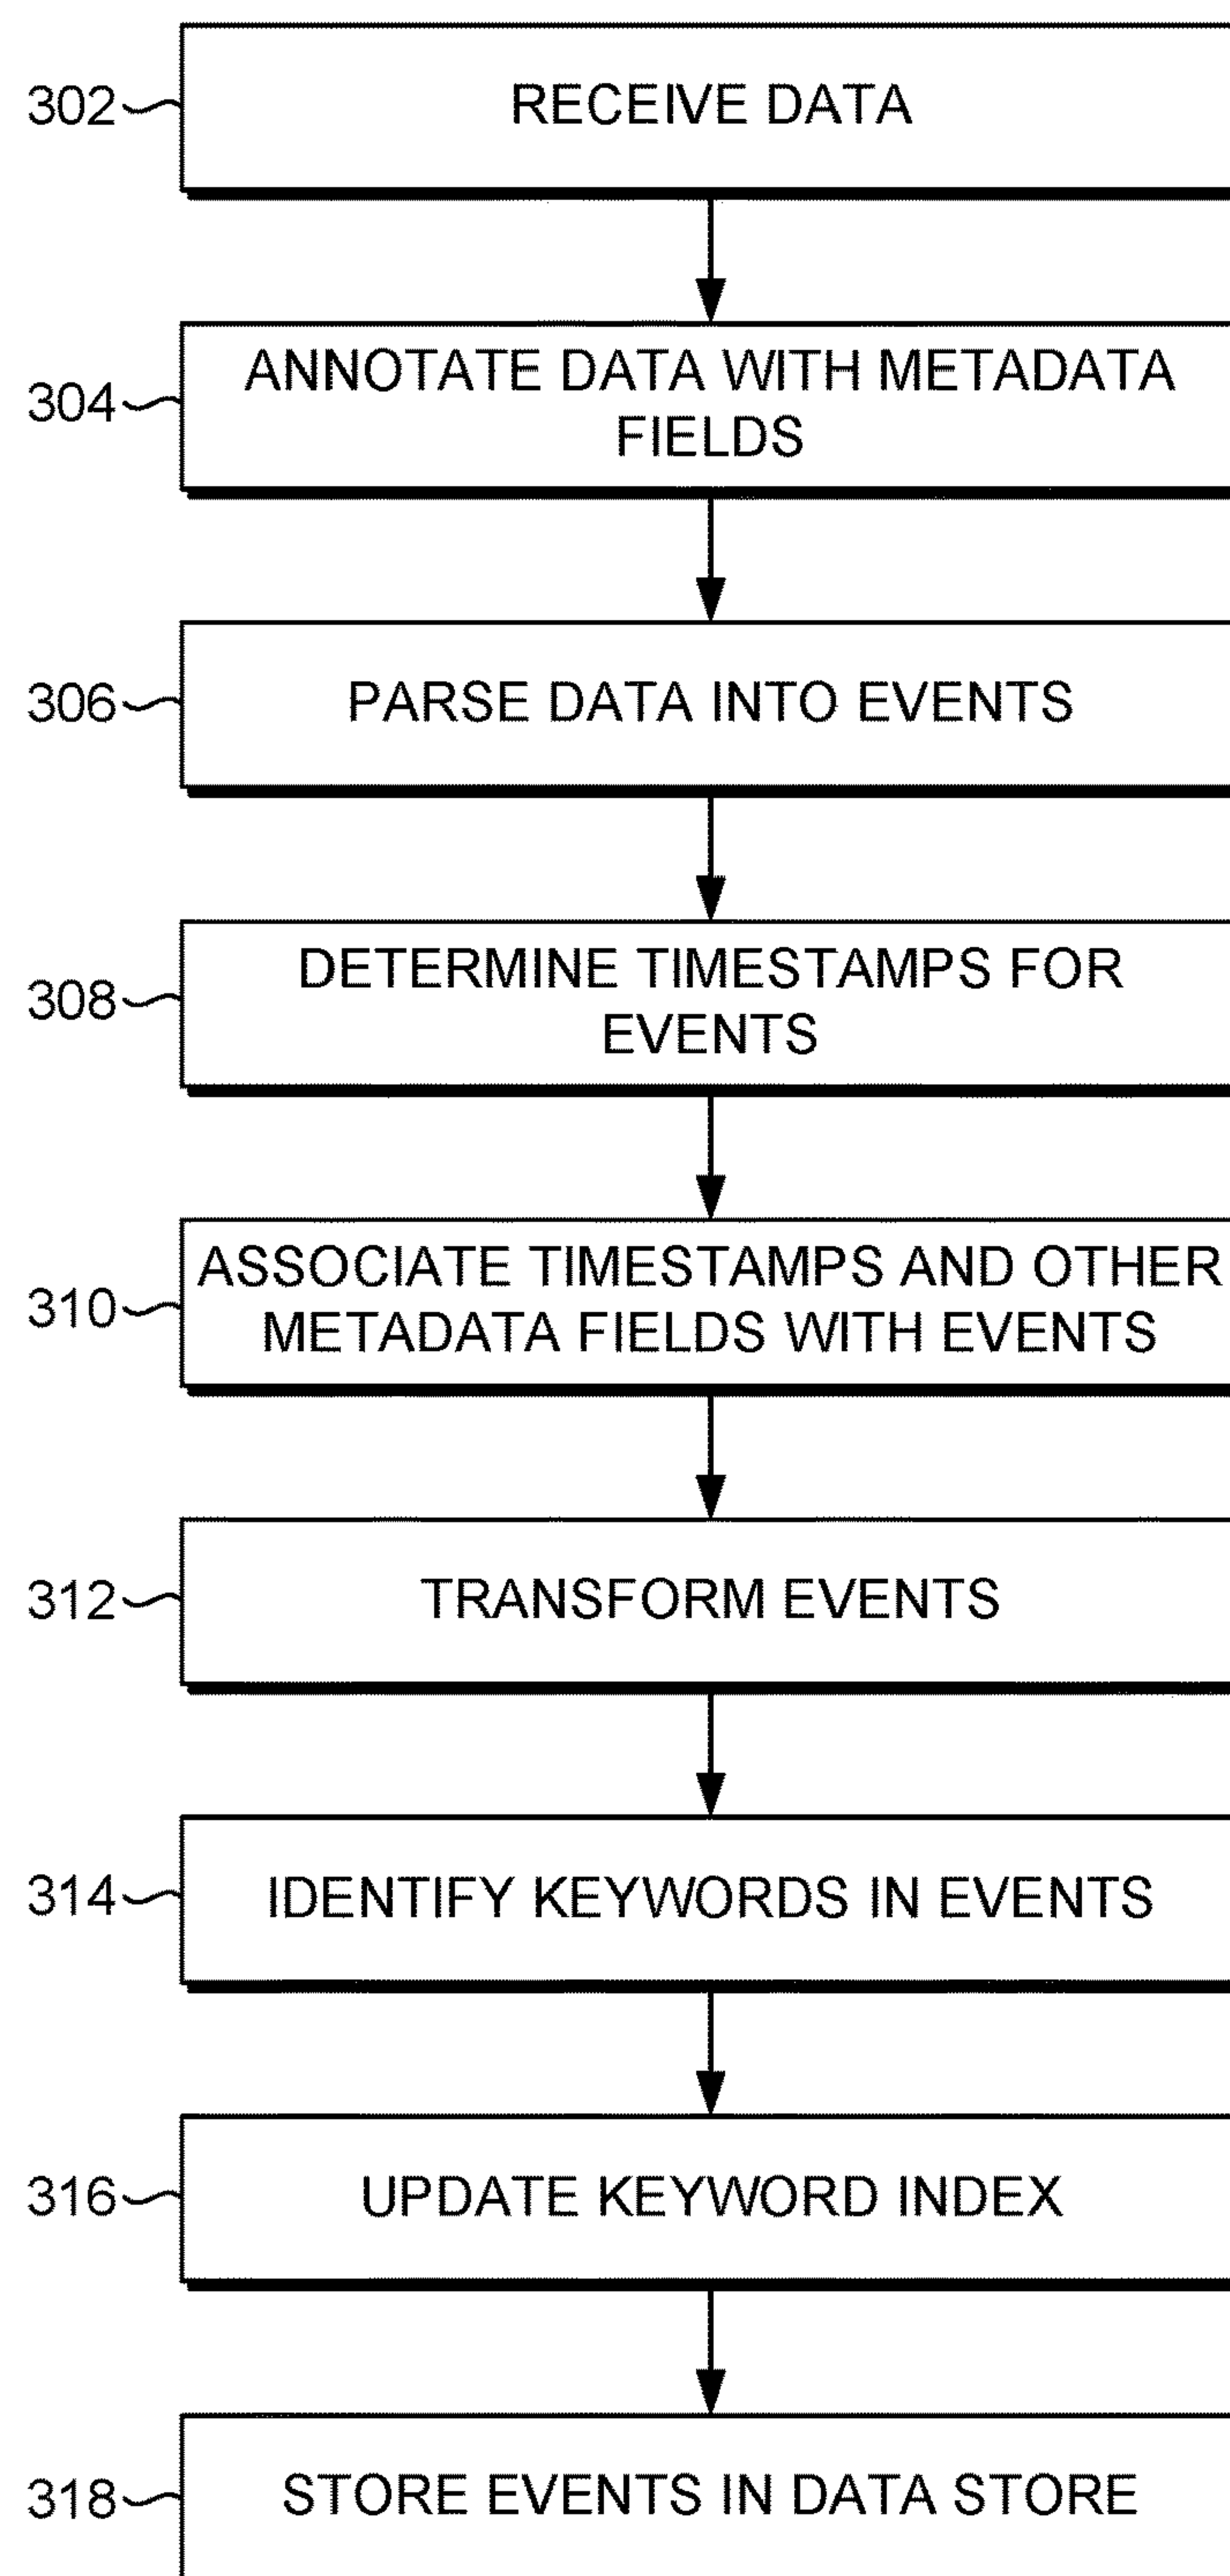 302
RECEIVE DATA
304
ANNOTATE DATA WITH METADATA
FIELDS
306
PARSE DATA INTO EVENTS
308
DETERMINE TIMESTAMPS FOR
EVENTS
310
ASSOCIATE TIMESTAMPS AND OTHER
METADATA FIELDS WITH EVENTS
312
TRANSFORM EVENTS
314
IDENTIFY KEYWORDS IN EVENTS
316
UPDATE KEYWORD INDEX
318
STORE EVENTS IN DATA STORE